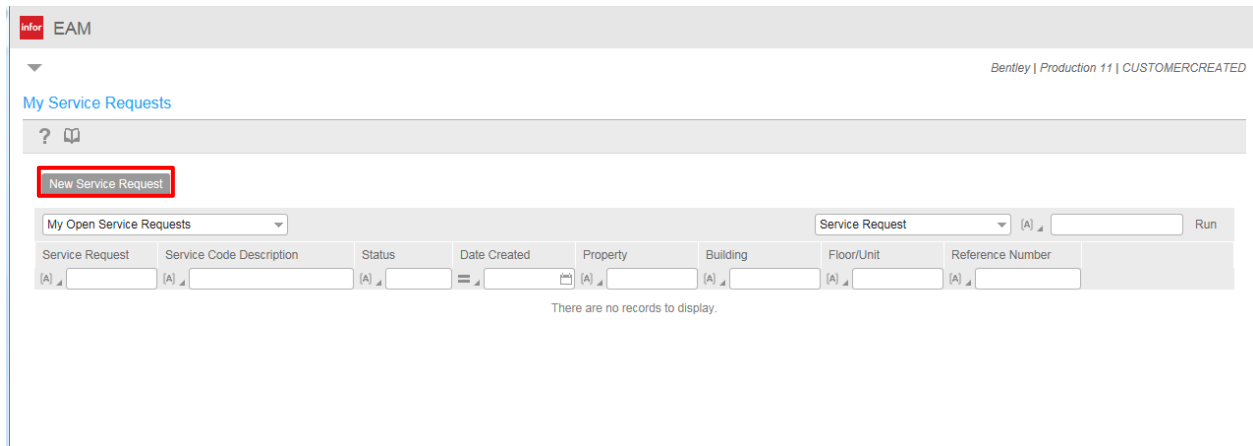 infor EAM
Bentley | Production 11 | CUSTOMERCREATED
My Service Requests
?
New Service Request
My Open Service Requests Service Request [A] Run
Service Request Service Code Description Status Date Created Property Building Floor/Unit Reference Number
[A] [A] [A] = [A] [A] [A] [A]
There are no records to display.